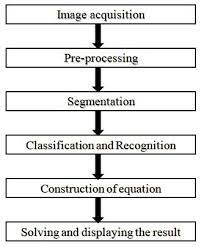 Image acquisition
Pre-processing
Segmentation
Classification and Recognition
Construction of equation
Solving and displaying the result